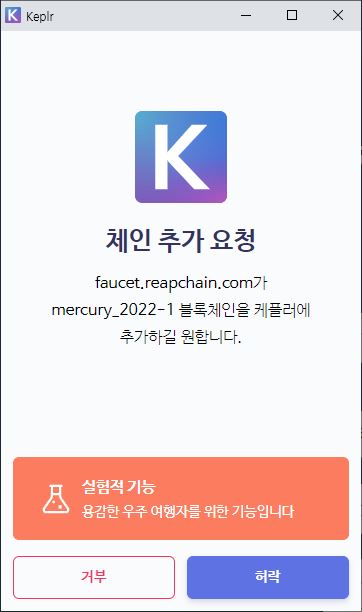 Keplr
체인 추가 요청
faucet.reapchain.com가
mercury_2022-1 블록체인을 케플러에
추가하길 원합니다.
실험적 기능
용감한 우주 여행자를 위한 기능입니다
거부
허락